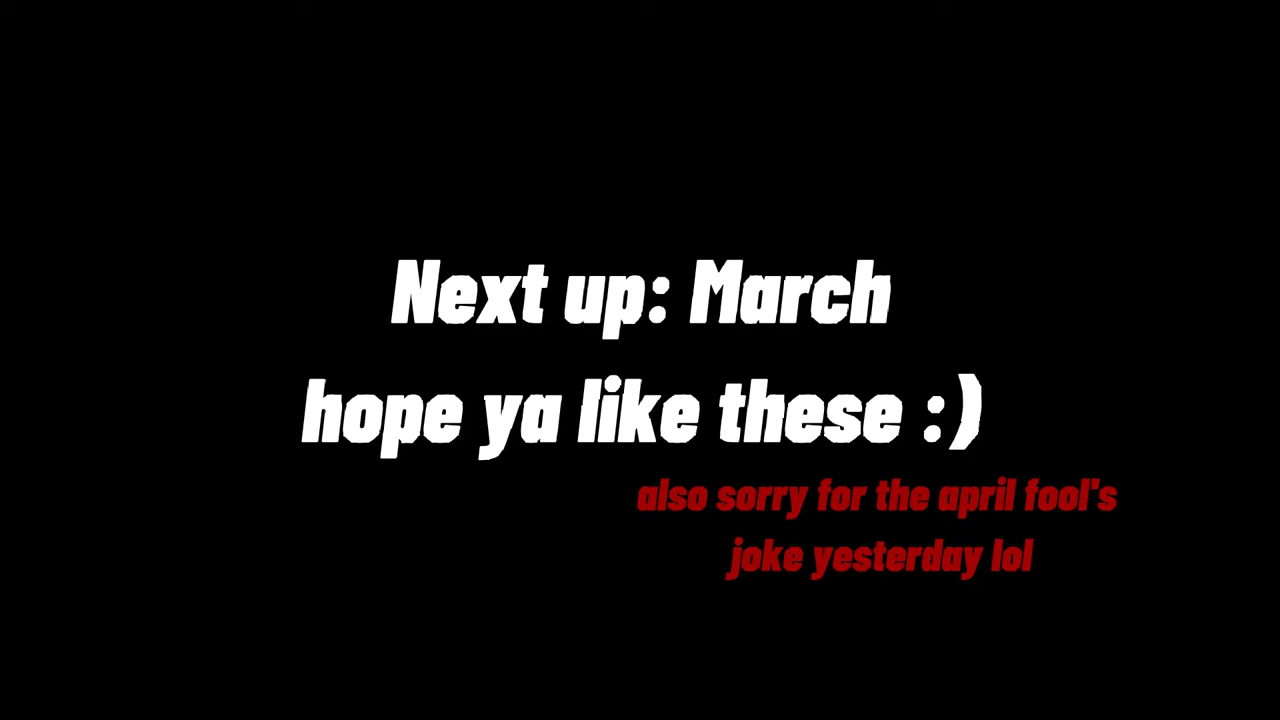 Next up: March
hope ya like these :)
also sorry for the april fool's
joke yesterday lol